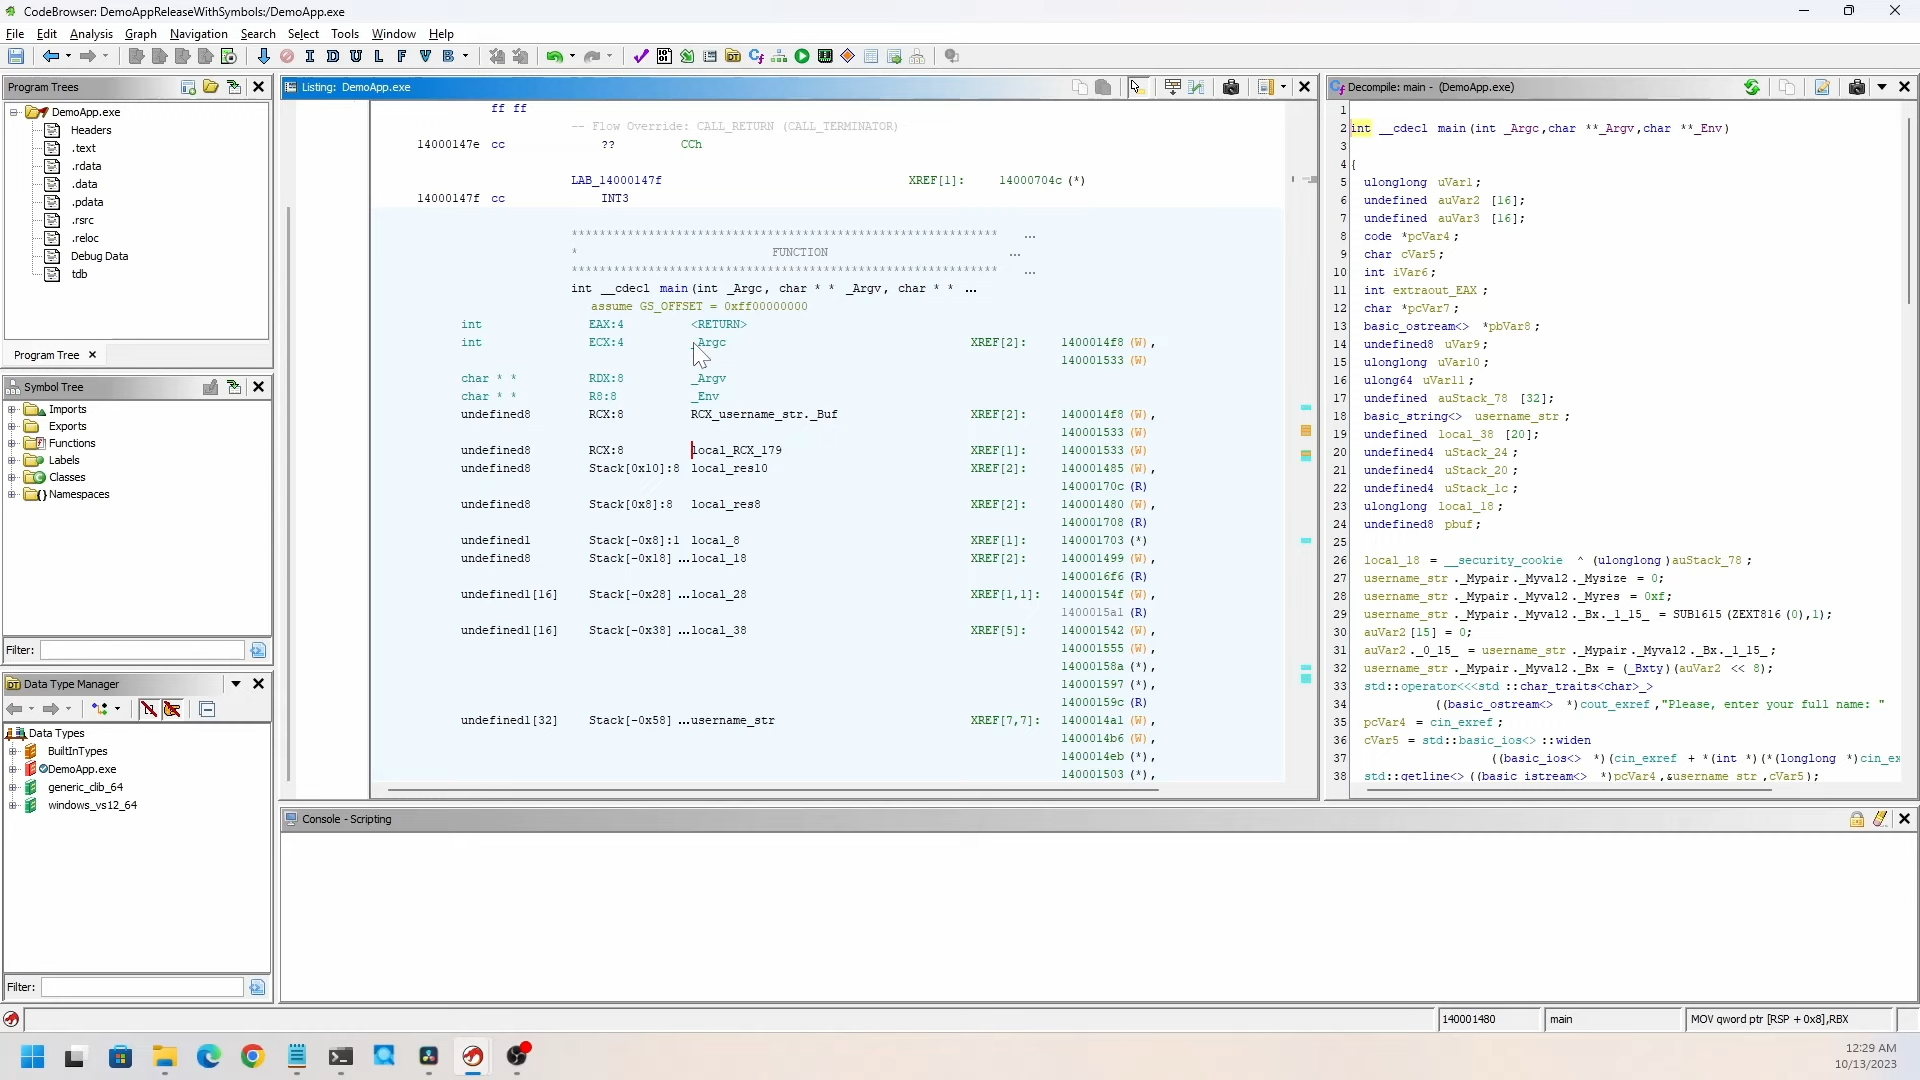 CodeBrowser: DemoAppReleaseWithSymbols:/DemoApp.exe
File Edit Analysis Graph Navigation Search Select Tools Window Help
I D U L F V B
Program Trees
DemoApp.exe
Headers
.text
.rdata
.data
.pdata
.rsrc
.reloc
Debug Data
tdb
Program Tree
Symbol Tree
Imports
Exports
Functions
Labels
Classes
Namespaces
Filter:
Data Type Manager
Data Types
BuiltInTypes
DemoApp.exe
generic_clib_64
windows_vs12_64
Filter:
Listing: DemoApp.exe
ff ff
-- Flow Override: CALL_RETURN (CALL_TERMINATOR)
14000147e cc ?? CCh
LAB_14000147f XREF[1]: 14000704c (*)
14000147f cc INT3
************************************************************* ...
* FUNCTION ...
************************************************************* ...
int __cdecl main(int _Argc, char * * _Argv, char * * ...
assume GS_OFFSET = 0xff00000000
int EAX:4 <RETURN>
int ECX:4 _Argc XREF[2]: 1400014f8 (W),
140001533 (W)
char * * RDX:8 _Argv
char * * R8:8 _Env
undefined8 RCX:8 RCX_username_str._Buf XREF[2]: 1400014f8 (W),
140001533 (W)
undefined8 RCX:8 local_RCX_179 XREF[1]: 140001533 (W)
undefined8 Stack[0x10]:8 local_res10 XREF[2]: 140001485 (W),
14000170c (R)
undefined8 Stack[0x8]:8 local_res8 XREF[2]: 140001480 (W),
140001708 (R)
undefined1 Stack[-0x8]:1 local_8 XREF[1]: 140001703 (*)
undefined8 Stack[-0x18] ...local_18 XREF[2]: 140001499 (W),
1400016f6 (R)
undefined1[16] Stack[-0x28] ...local_28 XREF[1,1]: 14000154f (W),
1400015a1 (R)
undefined1[16] Stack[-0x38] ...local_38 XREF[5]: 140001542 (W),
140001555 (W),
14000158a (*),
140001597 (*),
14000159c (R)
undefined1[32] Stack[-0x58] ...username_str XREF[7,7]: 1400014a1 (W),
1400014b6 (W),
1400014eb (*),
140001503 (*),
Decompile: main - (DemoApp.exe)
1
2 int __cdecl main(int _Argc,char **_Argv,char **_Env)
3
4 {
5 ulonglong uVar1;
6 undefined auVar2 [16];
7 undefined auVar3 [16];
8 code *pcVar4;
9 char cVar5;
10 int iVar6;
11 int extraout_EAX;
12 char *pcVar7;
13 basic_ostream<> *pbVar8;
14 undefined8 uVar9;
15 ulonglong uVar10;
16 ulong64 uVar11;
17 undefined auStack_78 [32];
18 basic_string<> username_str;
19 undefined local_38 [20];
20 undefined4 uStack_24;
21 undefined4 uStack_20;
22 undefined4 uStack_1c;
23 ulonglong local_18;
24 undefined8 pbuf;
25
26 local_18 = __security_cookie ^ (ulonglong)auStack_78;
27 username_str._Mypair._Myval2._Mysize = 0;
28 username_str._Mypair._Myval2._Myres = 0xf;
29 username_str._Mypair._Myval2._Bx._1_15_ = SUB1615(ZEXT816(0),1);
30 auVar2[15] = 0;
31 auVar2._0_15_ = username_str._Mypair._Myval2._Bx._1_15_;
32 username_str._Mypair._Myval2._Bx = (_Bxty)(auVar2 << 8);
33 std::operator<<<std::char_traits<char>_>
34 ((basic_ostream<> *)cout_exref,"Please, enter your full name: "
35 pcVar4 = cin_exref;
36 cVar5 = std::basic_ios<>::widen
37 ((basic_ios<> *)(cin_exref + *(int *)(*(longlong *)cin_ex
38 std::getline<>((basic_istream<> *)pcVar4,&username_str,cVar5);
Console - Scripting
140001480 main MOV qword ptr [RSP + 0x8],RBX
12:29 AM
10/13/2023